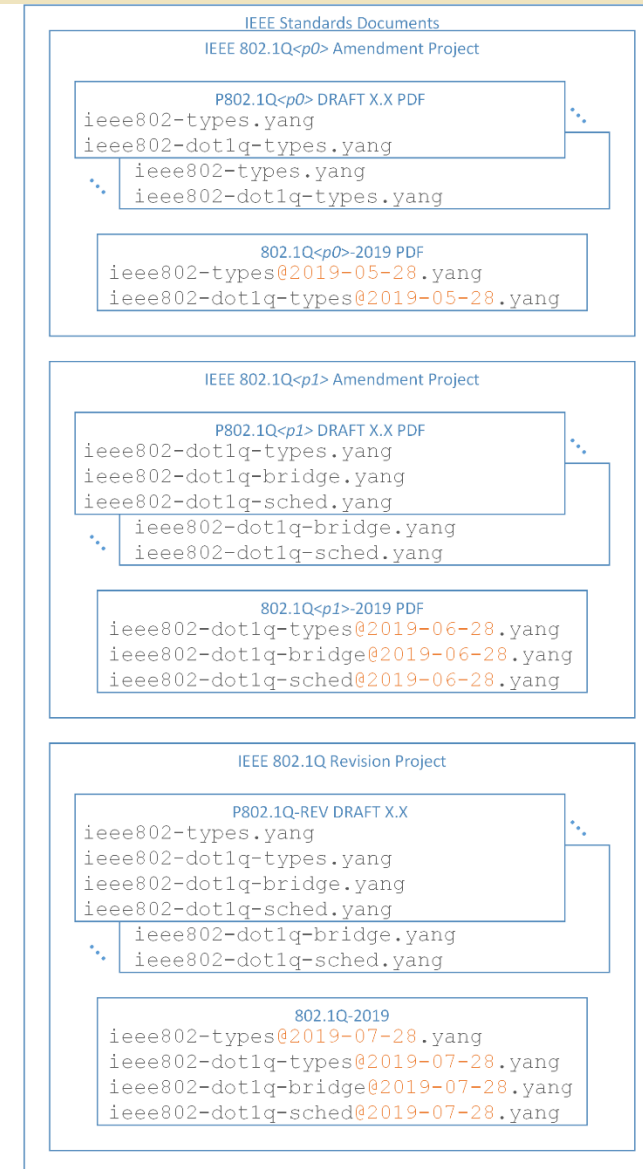 IEEE Standards Documents
IEEE 802.1Q<p0> Amendment Project
P802.1Q<p0> DRAFT X.X PDF
ieee802-types.yang
ieee802-dot1q-types.yang
ieee802-types.yang
ieee802-dot1q-types.yang
802.1Q<p0>-2019 PDF
ieee802-types@2019-05-28.yang
ieee802-dot1q-types@2019-05-28.yang
IEEE 802.1Q<p1> Amendment Project
P802.1Q<p1> DRAFT X.X PDF
ieee802-dot1q-types.yang
ieee802-dot1q-bridge.yang
ieee802-dot1q-sched.yang
ieee802-dot1q-bridge.yang
ieee802-dot1q-sched.yang
802.1Q<p1>-2019 PDF
ieee802-dot1q-types@2019-06-28.yang
ieee802-dot1q-bridge@2019-06-28.yang
ieee802-dot1q-sched@2019-06-28.yang
IEEE 802.1Q Revision Project
P802.1Q-REV DRAFT X.X
ieee802-types.yang
ieee802-dot1q-types.yang
ieee802-dot1q-bridge.yang
ieee802-dot1q-sched.yang
ieee802-dot1q-bridge.yang
ieee802-dot1q-sched.yang
802.1Q-2019
ieee802-types@2019-07-28.yang
ieee802-dot1q-types@2019-07-28.yang
ieee802-dot1q-bridge@2019-07-28.yang
ieee802-dot1q-sched@2019-07-28.yang